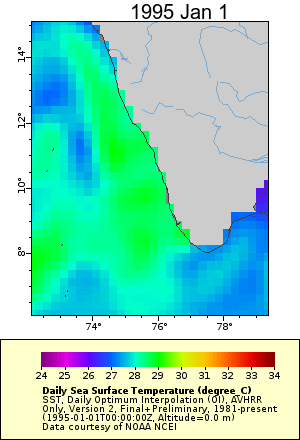 1995 Jan 1
14°
12°
10°
8°
74° 76° 78°
24 25 26 27 28 29 30 31 32 33 34
Daily Sea Surface Temperature (degree_C)
SST, Daily Optimum Interpolation (OI), AVHRR
Only, Version 2, Final+Preliminary, 1981-present
(1995-01-01T00:00:00Z, Altitude=0.0 m)
Data courtesy of NOAA NCEI